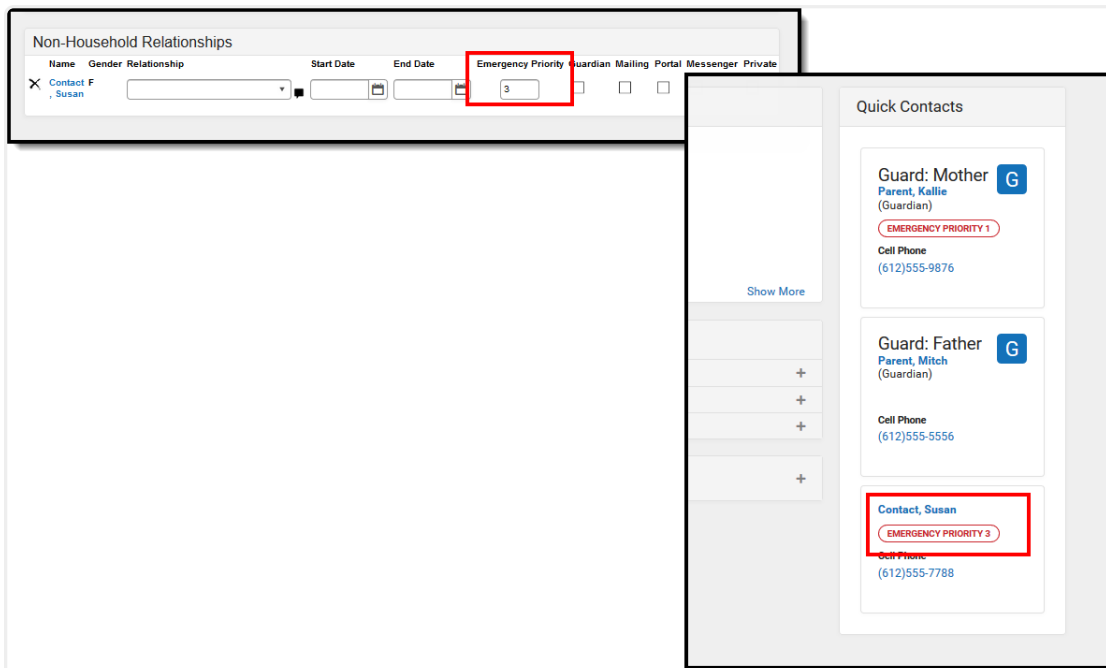 Non-Household Relationships
Name Gender Relationship Start Date End Date Emergency Priority Guardian Mailing Portal Messenger Private
Contact F
, Susan
3
Quick Contacts
Guard: Mother G
Parent, Kallie
(Guardian)
EMERGENCY PRIORITY 1
Cell Phone
(612)555-9876
Show More
Guard: Father G
Parent, Mitch
(Guardian)
Cell Phone
(612)555-5556
Contact, Susan
EMERGENCY PRIORITY 3
Cell Phone
(612)555-7788